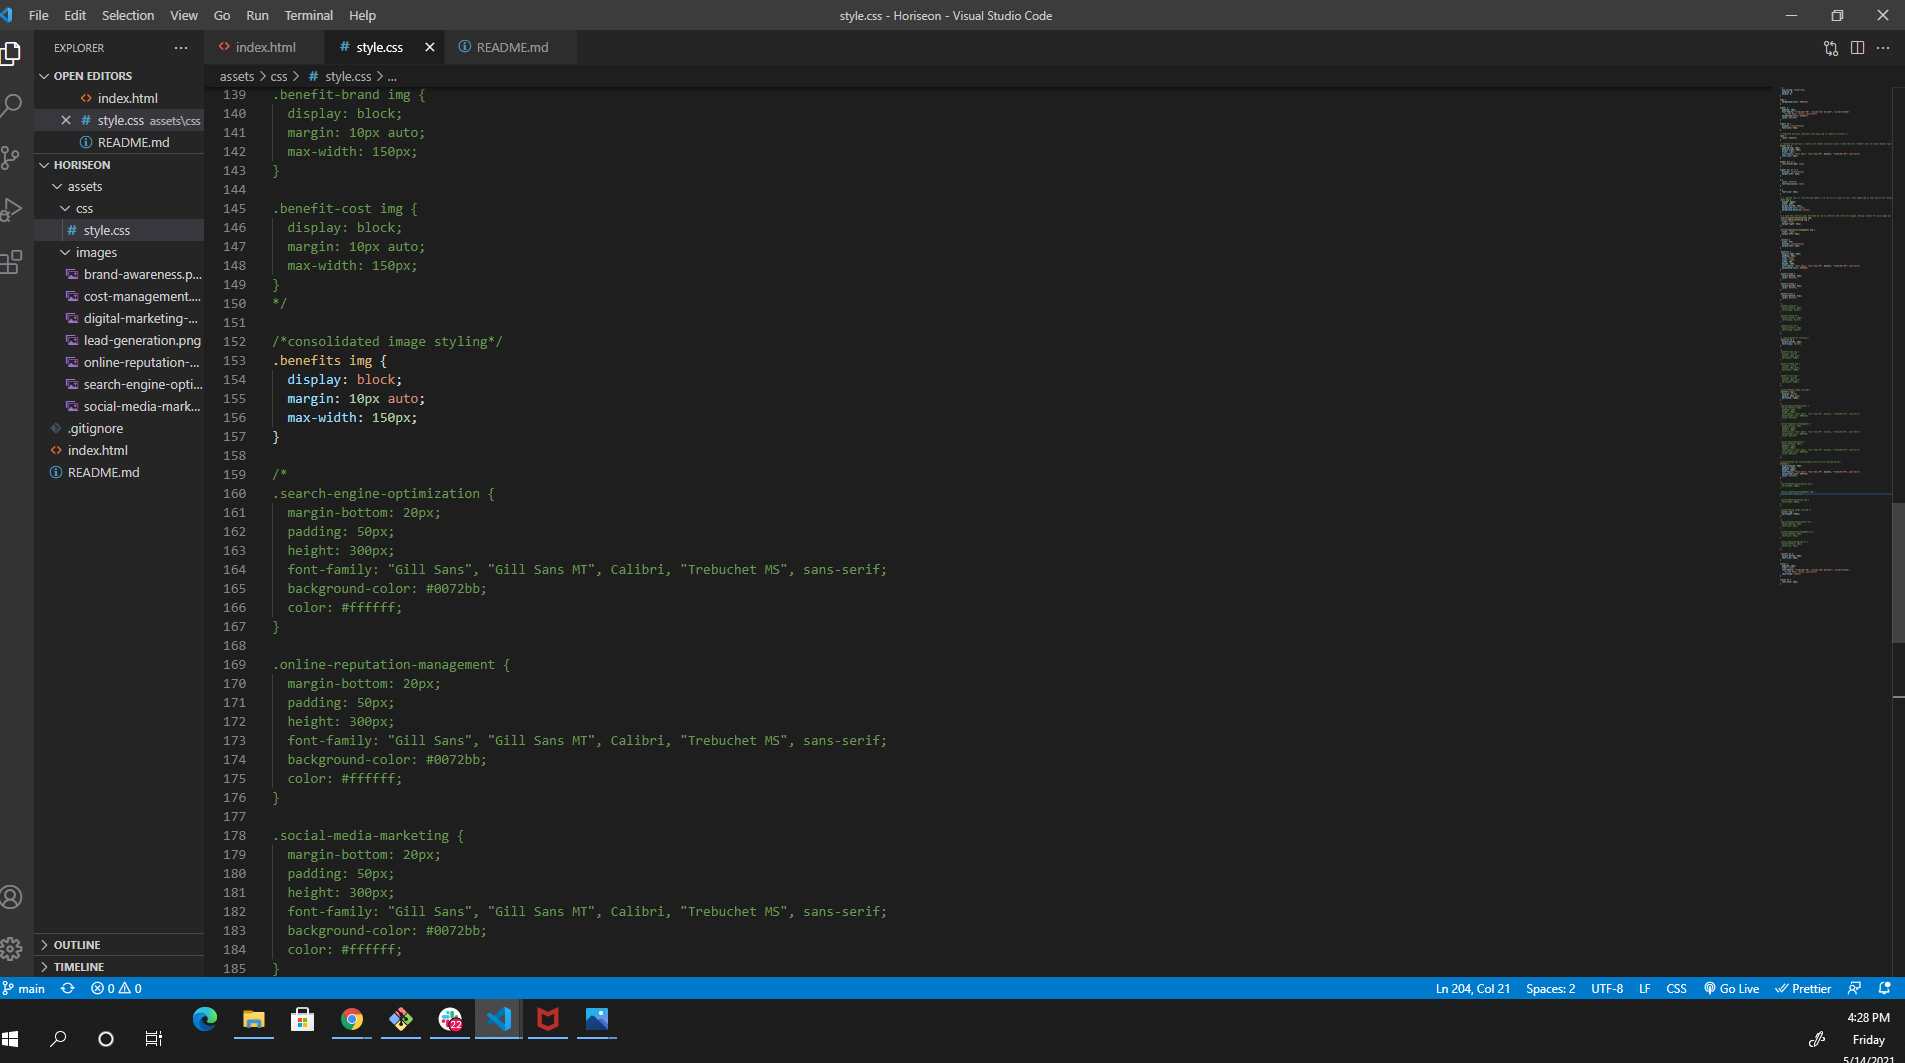 File Edit Selection View Go Run Terminal Help
style.css - Horiseon - Visual Studio Code
EXPLORER
index.html
style.css
README.md
OPEN EDITORS
index.html
style.css assets\css
README.md
HORISEON
assets
css
style.css
images
brand-awareness.p...
cost-management....
digital-marketing-...
lead-generation.png
online-reputation-...
search-engine-opti...
social-media-mark...
.gitignore
index.html
README.md
OUTLINE
TIMELINE
assets > css > # style.css > ...
139 .benefit-brand img {
140 display: block;
141 margin: 10px auto;
142 max-width: 150px;
143 }
144
145 .benefit-cost img {
146 display: block;
147 margin: 10px auto;
148 max-width: 150px;
149 }
150 */
151
152 /*consolidated image styling*/
153 .benefits img {
154 display: block;
155 margin: 10px auto;
156 max-width: 150px;
157 }
158
159 /*
160 .search-engine-optimization {
161 margin-bottom: 20px;
162 padding: 50px;
163 height: 300px;
164 font-family: "Gill Sans", "Gill Sans MT", Calibri, "Trebuchet MS", sans-serif;
165 background-color: #0072bb;
166 color: #ffffff;
167 }
168
169 .online-reputation-management {
170 margin-bottom: 20px;
171 padding: 50px;
172 height: 300px;
173 font-family: "Gill Sans", "Gill Sans MT", Calibri, "Trebuchet MS", sans-serif;
174 background-color: #0072bb;
175 color: #ffffff;
176 }
177
178 .social-media-marketing {
179 margin-bottom: 20px;
180 padding: 50px;
181 height: 300px;
182 font-family: "Gill Sans", "Gill Sans MT", Calibri, "Trebuchet MS", sans-serif;
183 background-color: #0072bb;
184 color: #ffffff;
185 }
main 0 0
Ln 204, Col 21 Spaces: 2 UTF-8 LF CSS Go Live Prettier
22
4:28 PM
Friday
5/14/2021